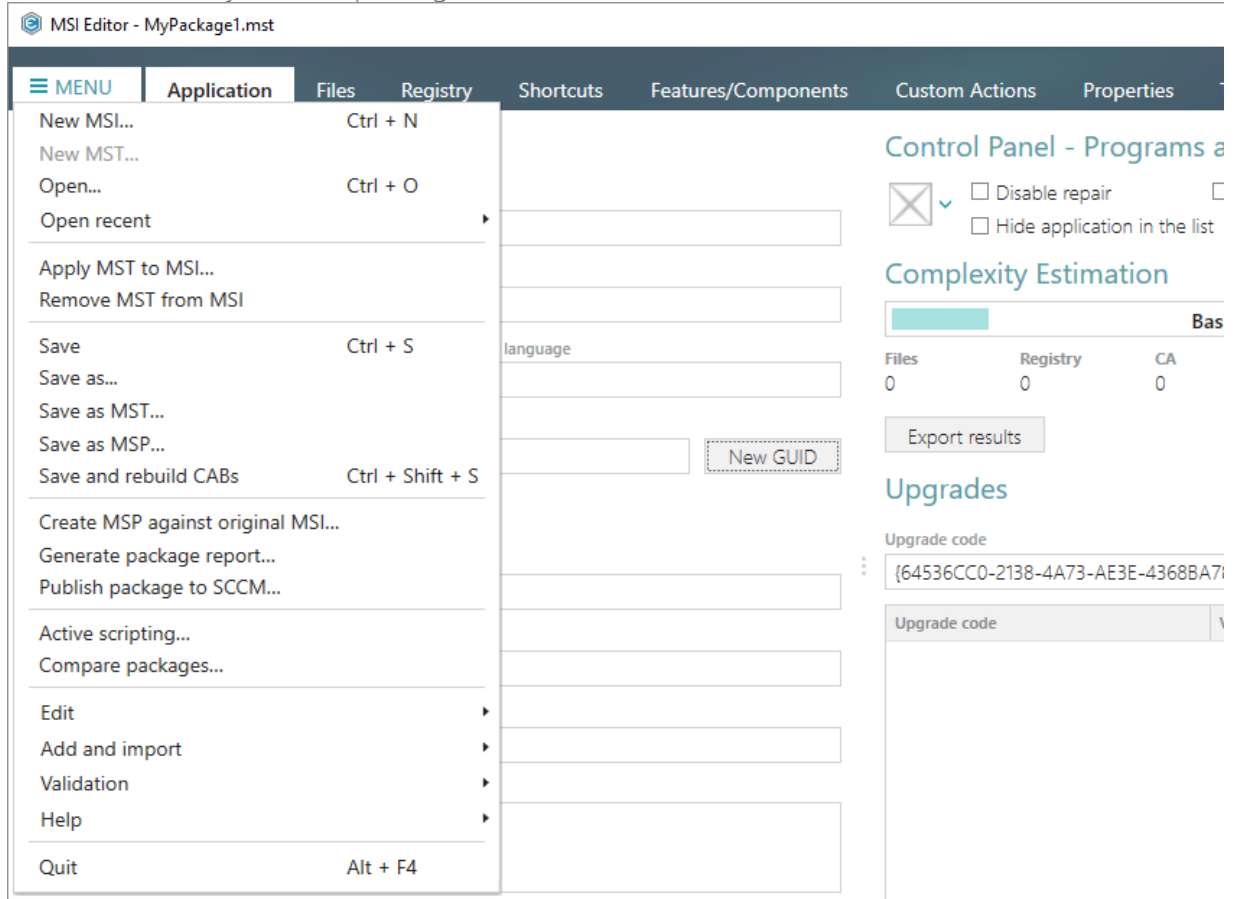 MSI Editor - MyPackage1.mst
MENU Application Files Registry Shortcuts Features/Components Custom Actions Properties
New MSI... Ctrl + N
New MST...
Open... Ctrl + O
Open recent
Apply MST to MSI...
Remove MST from MSI
Save Ctrl + S
Save as...
Save as MST...
Save as MSP...
Save and rebuild CABs Ctrl + Shift + S
Create MSP against original MSI...
Generate package report...
Publish package to SCCM...
Active scripting...
Compare packages...
Edit
Add and import
Validation
Help
Quit Alt + F4
language
New GUID
Control Panel - Programs a
Disable repair
Hide application in the list
Complexity Estimation
Bas
Files Registry CA
0 0 0
Export results
Upgrades
Upgrade code
{64536CC0-2138-4A73-AE3E-4368BA78
Upgrade code